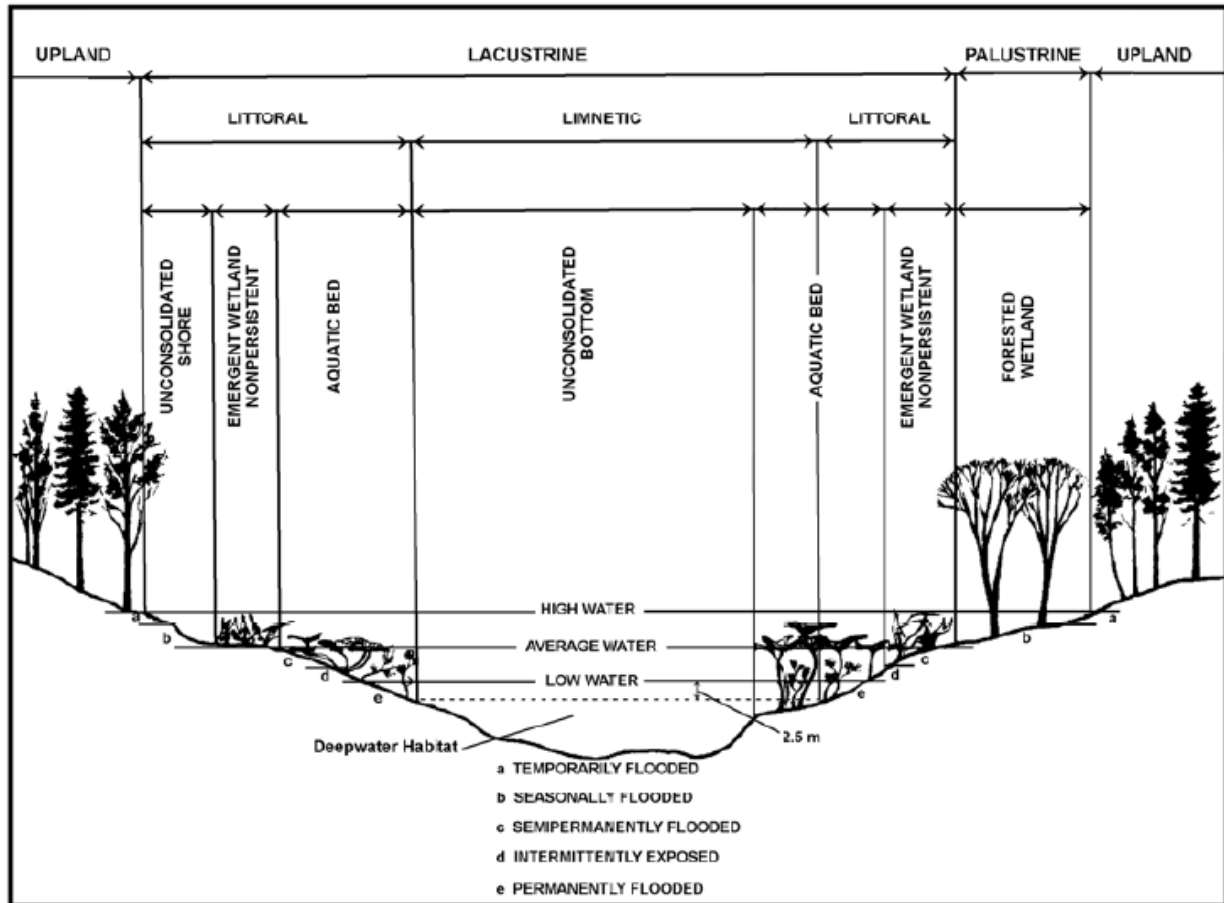 UPLAND
LACUSTRINE
PALUSTRINE
UPLAND
LITTORAL
LIMNETIC
LITTORAL
UNCONSOLIDATED
SHORE
EMERGENT WETLAND
NONPERSISTENT
AQUATIC BED
UNCONSOLIDATED
BOTTOM
AQUATIC BED
EMERGENT WETLAND
NONPERSISTENT
FORESTED
WETLAND
HIGH WATER
a
a
b
b
AVERAGE WATER
c
c
d
d
LOW WATER
e
e
2.5 m
Deepwater Habitat
a TEMPORARILY FLOODED
b SEASONALLY FLOODED
c SEMIPERMANENTLY FLOODED
d INTERMITTENTLY EXPOSED
e PERMANENTLY FLOODED